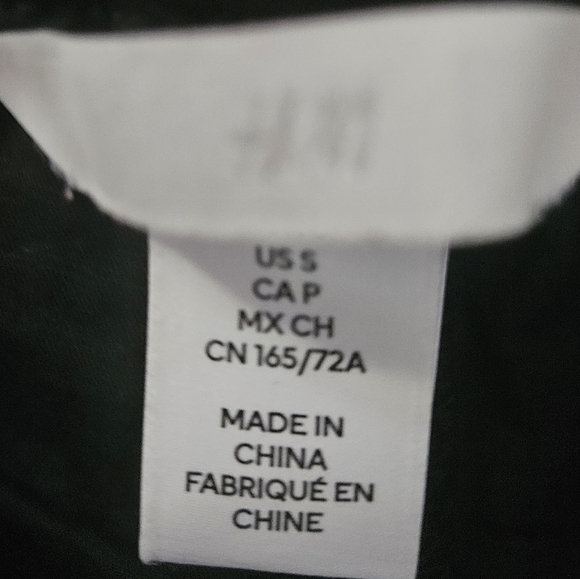 H&M
US S
CA P
MX CH
CN 165/72A
MADE IN
CHINA
FABRIQUÉ EN
CHINE